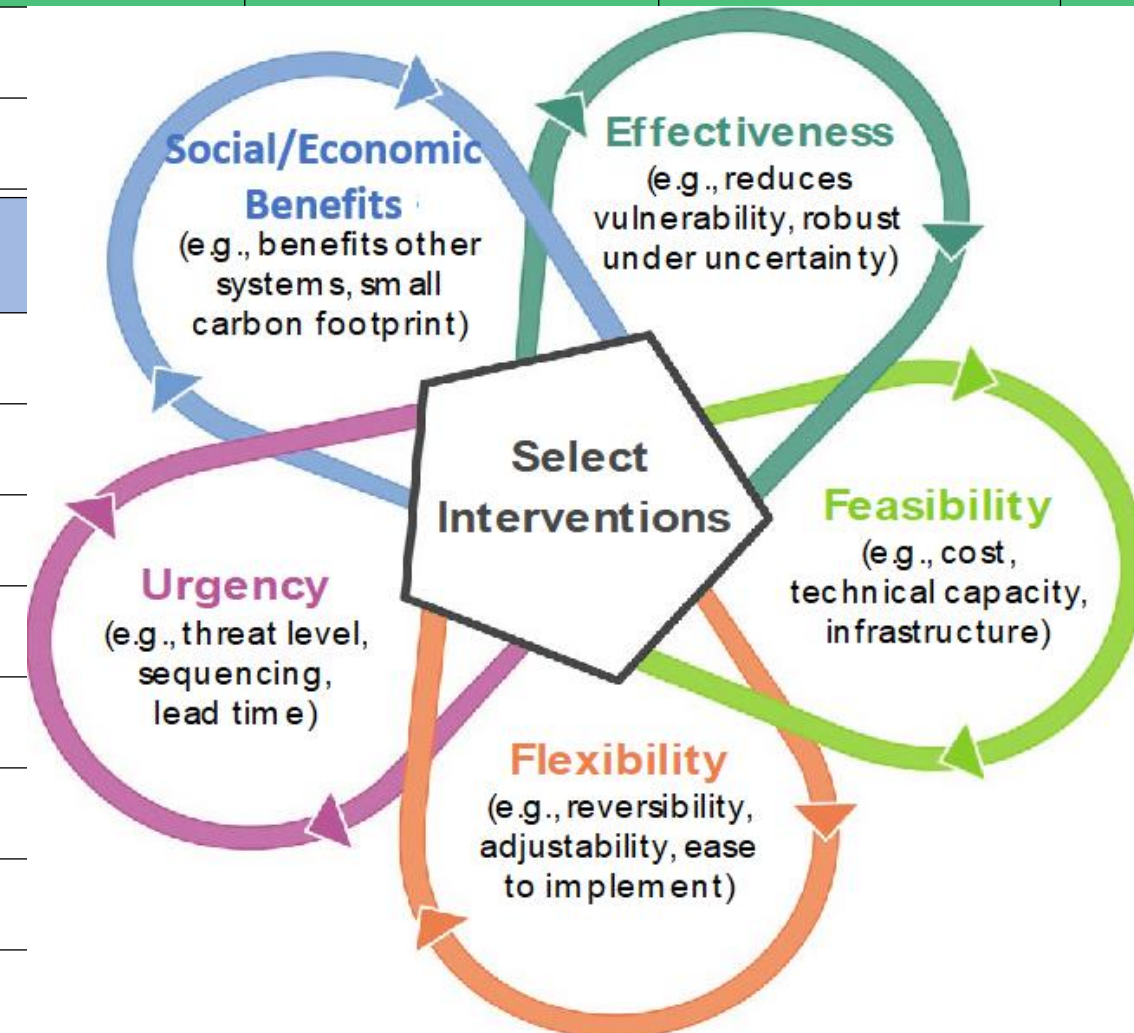 Social/Economic
Benefits
(e.g., benefits other
systems, small
carbon footprint)
Effectiveness
(e.g., reduces
vulnerability, robust
under uncertainty)
Select
Interventions
Feasibility
(e.g., cost,
technical capacity,
infrastructure)
Urgency
(e.g., threat level,
sequencing,
lead time)
Flexibility
(e.g., reversibility,
adjustability, ease
to implement)